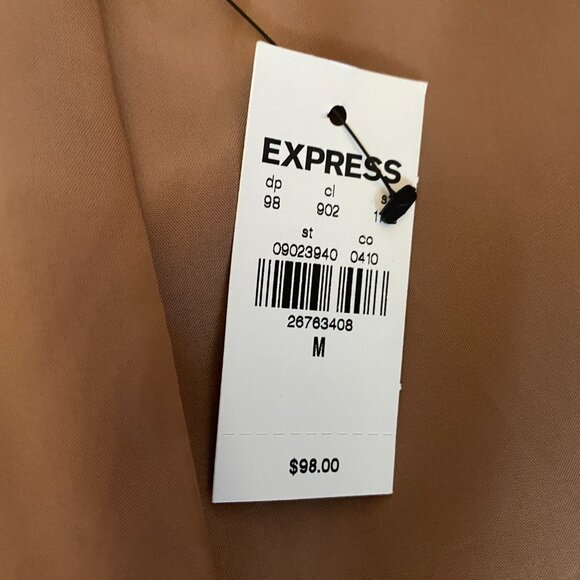 EXPRESS
dp cl
98 902
st co
09023940 0410
26763408
M
$98.00